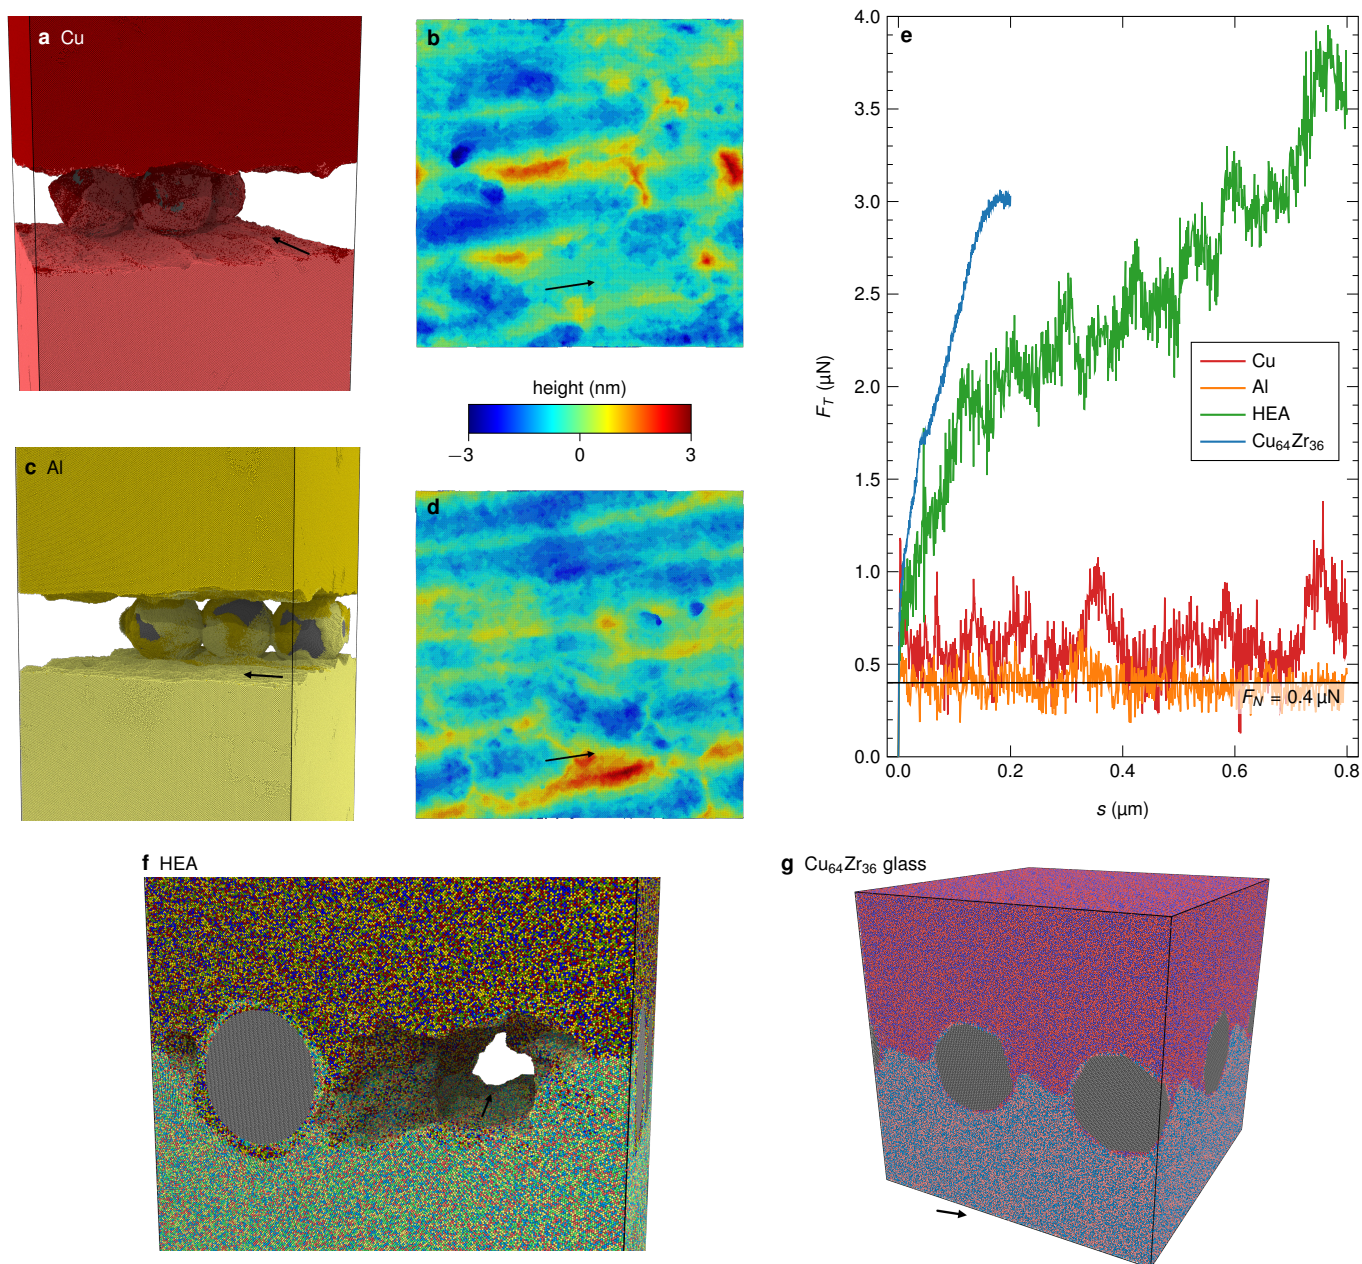 a Cu
b
height (nm)
−3 0 3
c Al
d
e
4.0
3.5
3.0
2.5
2.0
1.5
1.0
0.5
0.0
F_T (µN)
Cu
Al
HEA
Cu₆₄Zr₃₆
F_N = 0.4 µN
0.0 0.2 0.4 0.6 0.8
s (µm)
f HEA
g Cu₆₄Zr₃₆ glass